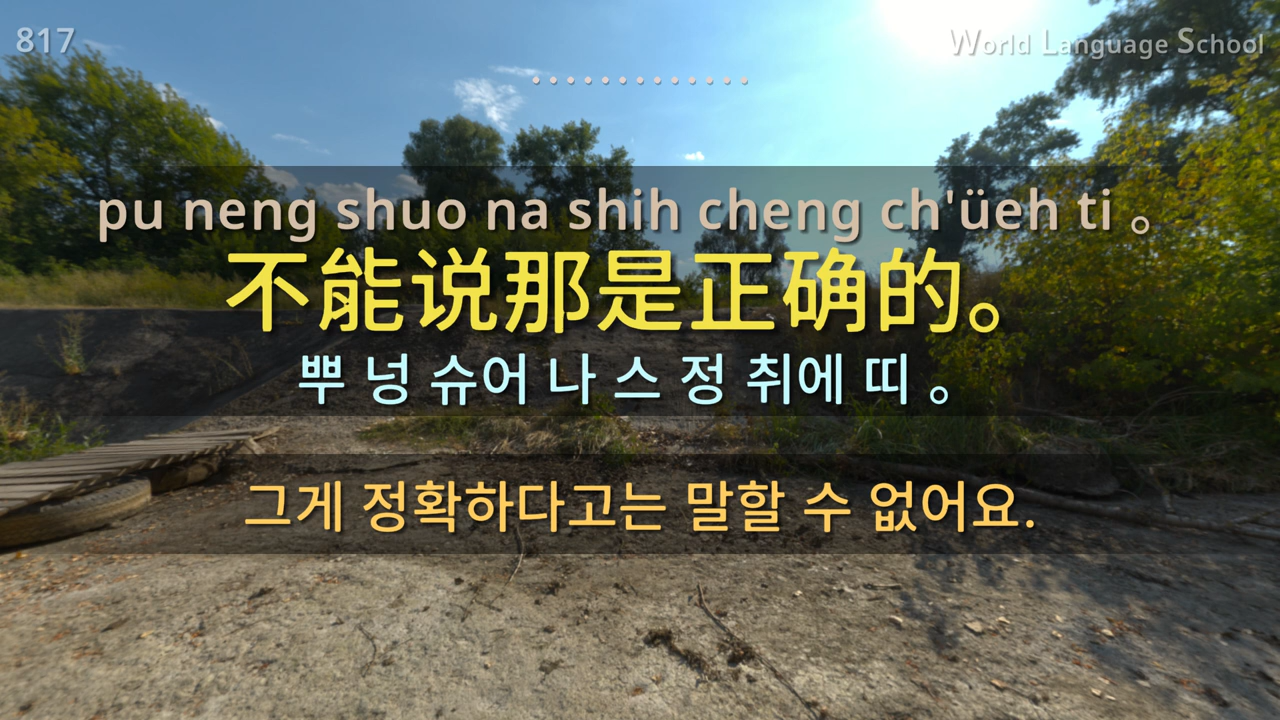 817
World Language School
pu neng shuo na shih cheng ch'üeh ti 。
不能说那是正确的。
뿌 넝 슈어 나 스 정 취에 띠 。
그게 정확하다고는 말할 수 없어요.